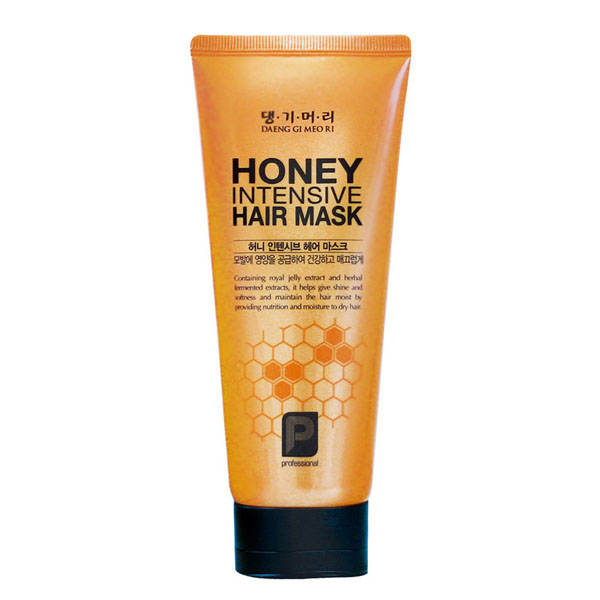 댕·기·머·리
DAENG GI MEO RI
HONEY
INTENSIVE
HAIR MASK
허니 인텐시브 헤어 마스크
모발에 영양을 공급하여 건강하고 매끄럽게
Containing royal jelly extract and herbal
fermented extracts, it helps give shine and
softness and maintain the hair moist by
providing nutrition and moisture to dry hair.
P
professional